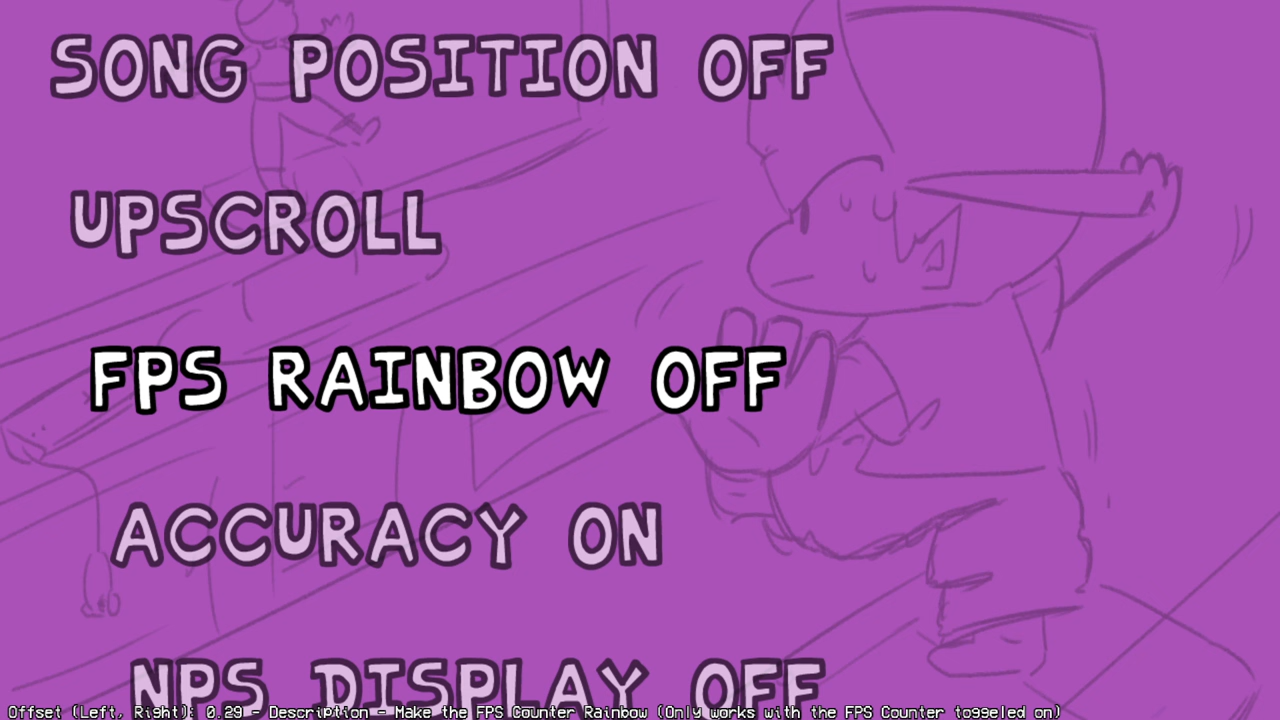 SONG POSITION OFF
UPSCROLL
FPS RAINBOW OFF
ACCURACY ON
NPS DISPLAY OFF
Offset (Left, Right): 0.29 - Description - Make the FPS Counter Rainbow (Only works with the FPS Counter toggeled on)